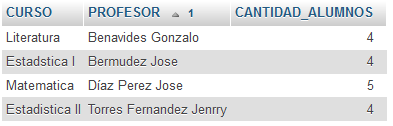 CURSO PROFESOR 1 CANTIDAD_ALUMNOS
Literatura Benavides Gonzalo 4
Estadstica I Bermudez Jose 4
Matematica Díaz Perez Jose 5
Estadistica II Torres Fernandez Jenrry 4